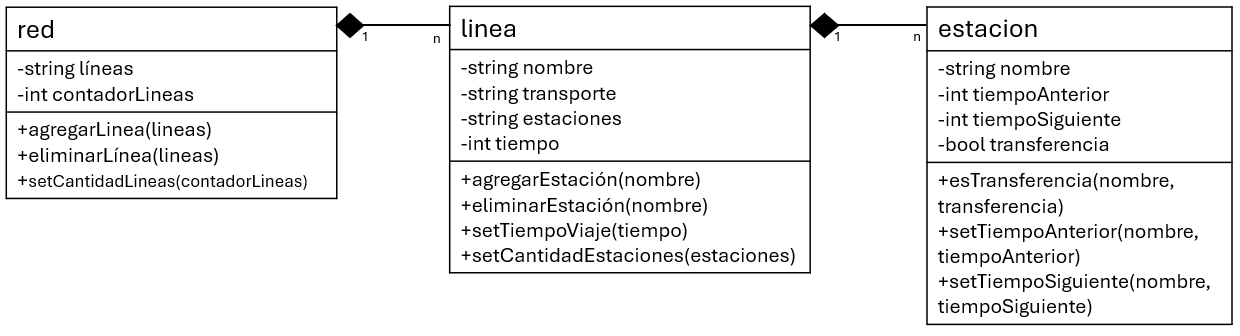 red
-string líneas
-int contadorLineas
+agregarLinea(lineas)
+eliminarLínea(lineas)
+setCantidadLineas(contadorLineas)
1
n
linea
-string nombre
-string transporte
-string estaciones
-int tiempo
+agregarEstación(nombre)
+eliminarEstación(nombre)
+setTiempoViaje(tiempo)
+setCantidadEstaciones(estaciones)
1
n
estacion
-string nombre
-int tiempoAnterior
-int tiempoSiguiente
-bool transferencia
+esTransferencia(nombre,
transferencia)
+setTiempoAnterior(nombre,
tiempoAnterior)
+setTiempoSiguiente(nombre,
tiempoSiguiente)